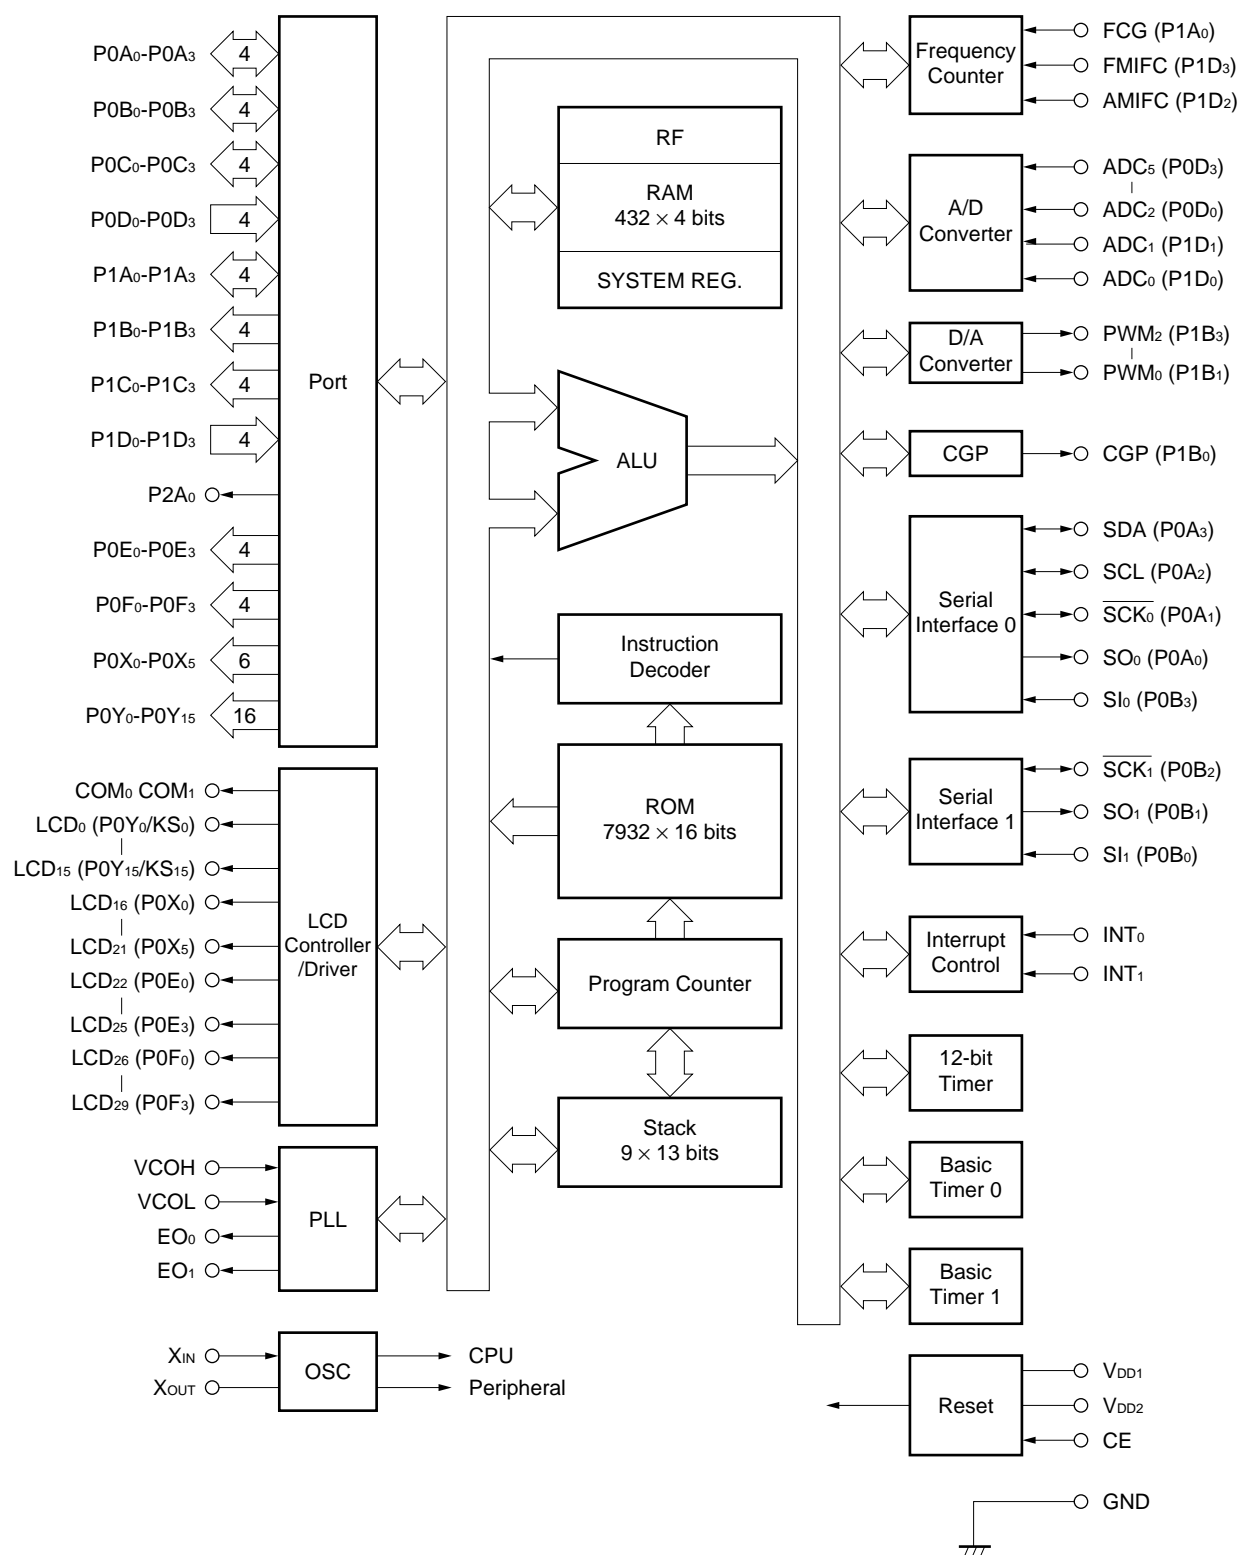 P0A0-P0A3
4
P0B0-P0B3
4
P0C0-P0C3
4
P0D0-P0D3
4
P1A0-P1A3
4
P1B0-P1B3
4
P1C0-P1C3
4
P1D0-P1D3
4
P2A0
P0E0-P0E3
4
P0F0-P0F3
4
P0X0-P0X5
6
P0Y0-P0Y15
16
Port
COM0 COM1
LCD0 (P0Y0/KS0)
LCD15 (P0Y15/KS15)
LCD16 (P0X0)
LCD21 (P0X5)
LCD22 (P0E0)
LCD25 (P0E3)
LCD26 (P0F0)
LCD29 (P0F3)
LCD
Controller
/Driver
VCOH
VCOL
EO0
EO1
PLL
XIN
XOUT
OSC
CPU
Peripheral
RF
RAM
432 × 4 bits
SYSTEM REG.
ALU
Instruction
Decoder
ROM
7932 × 16 bits
Program Counter
Stack
9 × 13 bits
Frequency
Counter
FCG (P1A0)
FMIFC (P1D3)
AMIFC (P1D2)
A/D
Converter
ADC5 (P0D3)
ADC2 (P0D0)
ADC1 (P1D1)
ADC0 (P1D0)
D/A
Converter
PWM2 (P1B3)
PWM0 (P1B1)
CGP
CGP (P1B0)
Serial
Interface 0
SDA (P0A3)
SCL (P0A2)
SCK0 (P0A1)
SO0 (P0A0)
SI0 (P0B3)
Serial
Interface 1
SCK1 (P0B2)
SO1 (P0B1)
SI1 (P0B0)
Interrupt
Control
INT0
INT1
12-bit
Timer
Basic
Timer 0
Basic
Timer 1
Reset
VDD1
VDD2
CE
GND